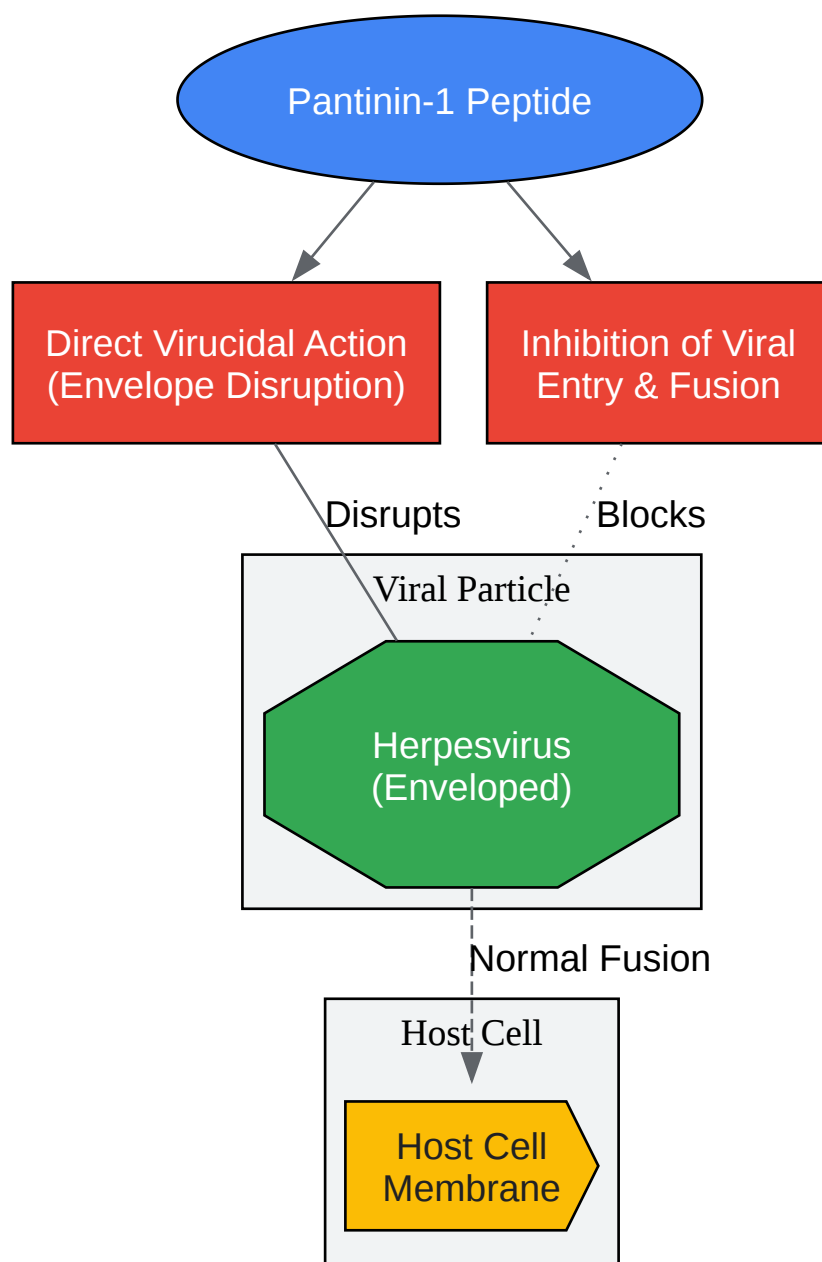 Pantinin-1 Peptide
Direct Virucidal Action
(Envelope Disruption)
Inhibition of Viral
Entry & Fusion
Disrupts
Blocks
Viral Particle
Herpesvirus
(Enveloped)
Normal Fusion
Host Cell
Host Cell
Membrane